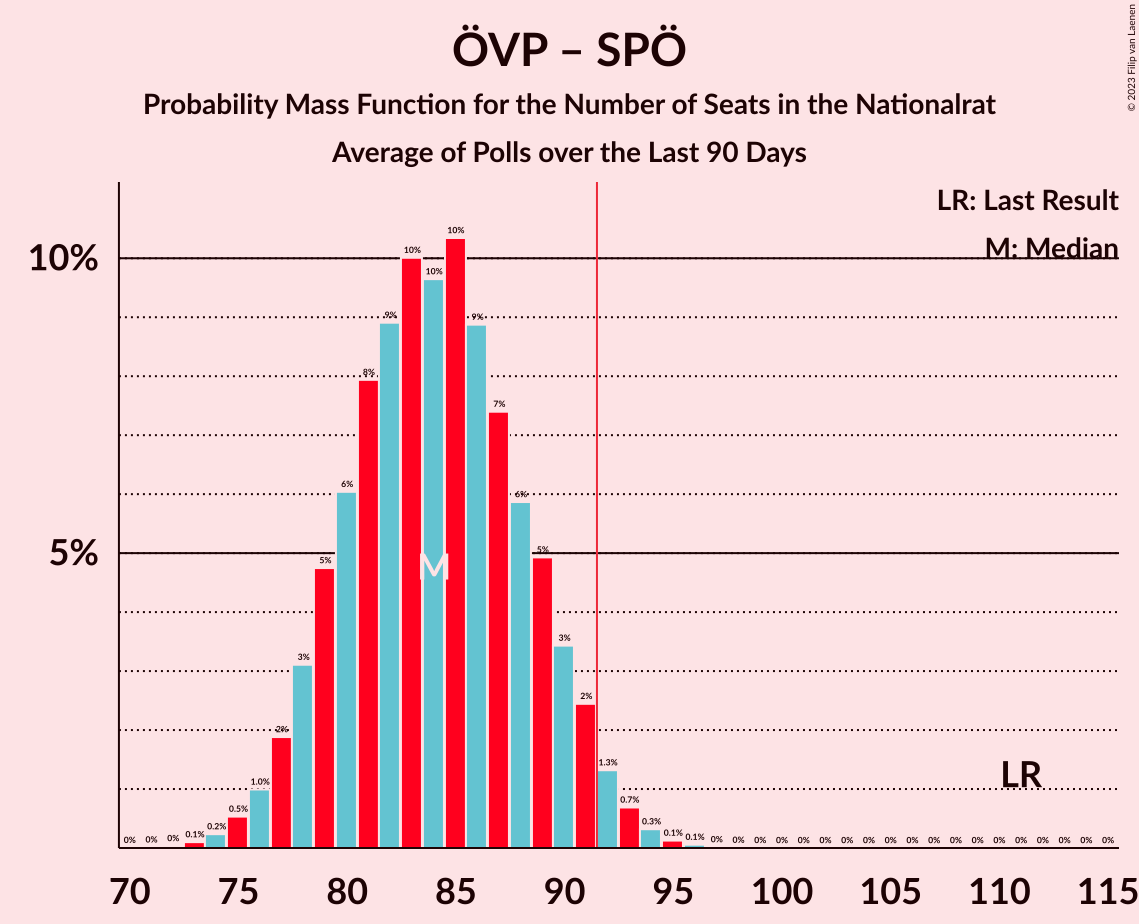 ÖVP – SPÖ
Probability Mass Function for the Number of Seats in the Nationalrat
Average of Polls over the Last 90 Days
© 2023 Filip van Laenen
LR: Last Result
M: Median
10%
5%
0% 0% 0% 0.1% 0.2% 0.5% 1.0% 2% 3% 5% 6% 8% 9% 10% 10% 10% 9% 7% 6% 5% 3% 2% 1.3% 0.7% 0.3% 0.1% 0.1% 0% 0% 0% 0% 0% 0% 0% 0% 0% 0% 0% 0% 0% 0% 0% 0% 0% 0% 0%
M
LR
70 75 80 85 90 95 100 105 110 115